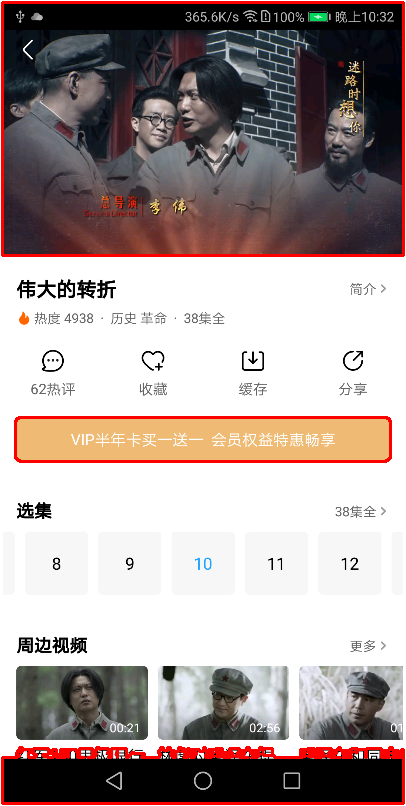 365.6K/s 100% 晚上10:32
迷路时
想你
总导演 李伟
General Director
伟大的转折
简介
热度 4938 · 历史 革命 · 38集全
62热评
收藏
缓存
分享
VIP半年卡买一送一 会员权益特惠畅享
选集
38集全
8
9
10
11
12
周边视频
更多
00:21
02:56